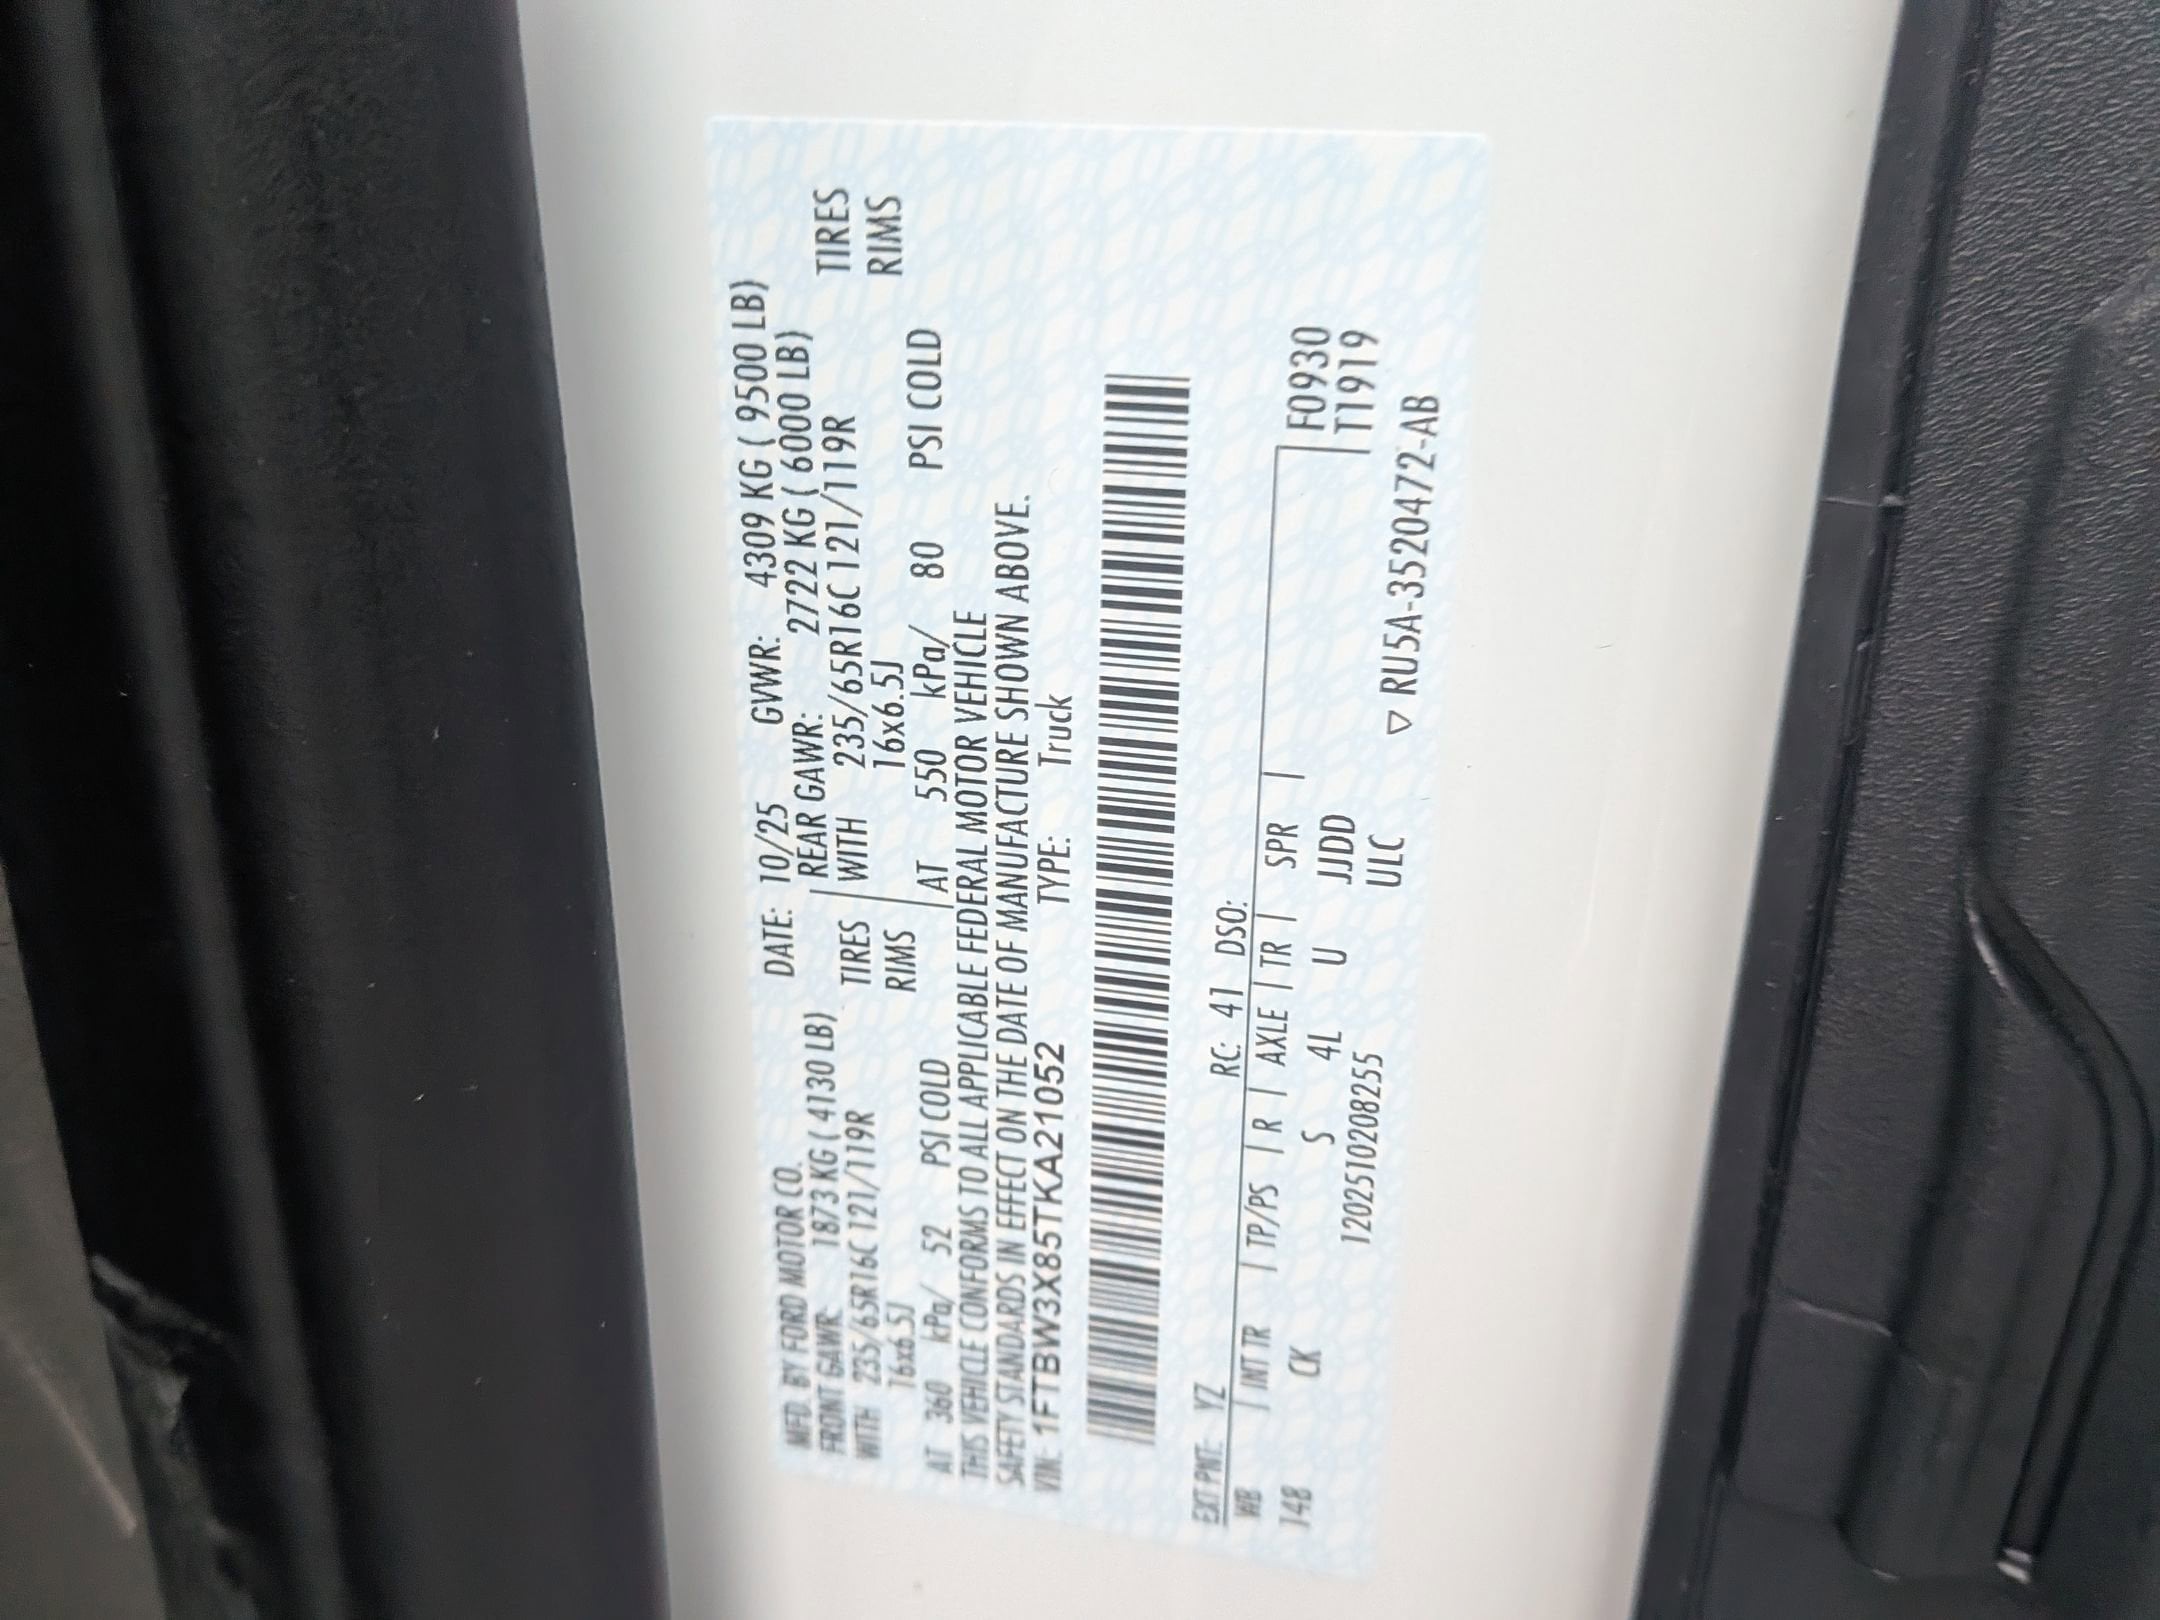 MFD. BY FORD MOTOR CO. DATE: 10/25 GVWR: 4309 KG ( 9500 LB)
FRONT GAWR: 1873 KG ( 4130 LB) REAR GAWR: 2722 KG ( 6000 LB)
WITH 235/65R16C 121/119R TIRES WITH 235/65R16C 121/119R TIRES
16x6.5J RIMS 16x6.5J RIMS
AT 360 kPa/ 52 PSI COLD AT 550 kPa/ 80 PSI COLD
THIS VEHICLE CONFORMS TO ALL APPLICABLE FEDERAL MOTOR VEHICLE
SAFETY STANDARDS IN EFFECT ON THE DATE OF MANUFACTURE SHOWN ABOVE.
VIN: 1FTBW3X85TKA21052 TYPE: Truck
EXT PNT: YZ RC: 41 DSO:
WB | INT TR | TP/PS | R | AXLE | TR | SPR | F0930
148 CK S 4L U JJDD T1919
1202510208255 ULC ▽ RU5A-3520472-AB